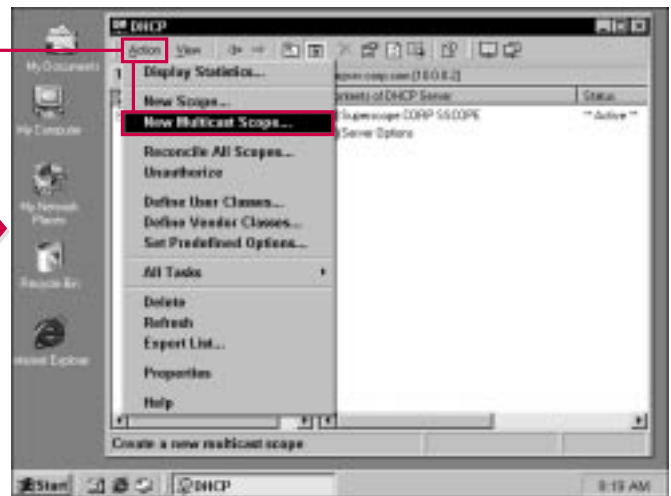 DHCP
Action View
My Documents
Display Statistics...
New Scope...
New Multicast Scope...
Reconcile All Scopes...
Unauthorize
Define User Classes...
Define Vendor Classes...
Set Predefined Options...
All Tasks
Delete
Refresh
Export List...
Properties
Help
Contents of DHCP Server Status
Superscope CORP SSCOPE ** Active **
Server Options
My Computer
My Network Places
Recycle Bin
Internet Explorer
Create a new multicast scope
Start DHCP 8:19 AM